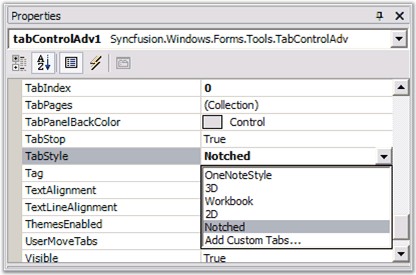 Properties
tabControlAdv1 Syncfusion.Windows.Forms.Tools.TabControlAdv
TabIndex 0
TabPages (Collection)
TabPanelBackColor Control
TabStop True
TabStyle Notched
Tag
OneNoteStyle
3D
TextAlignment
Workbook
TextLineAlignment
2D
ThemesEnabled
Notched
UserMoveTabs
Add Custom Tabs...
Visible True